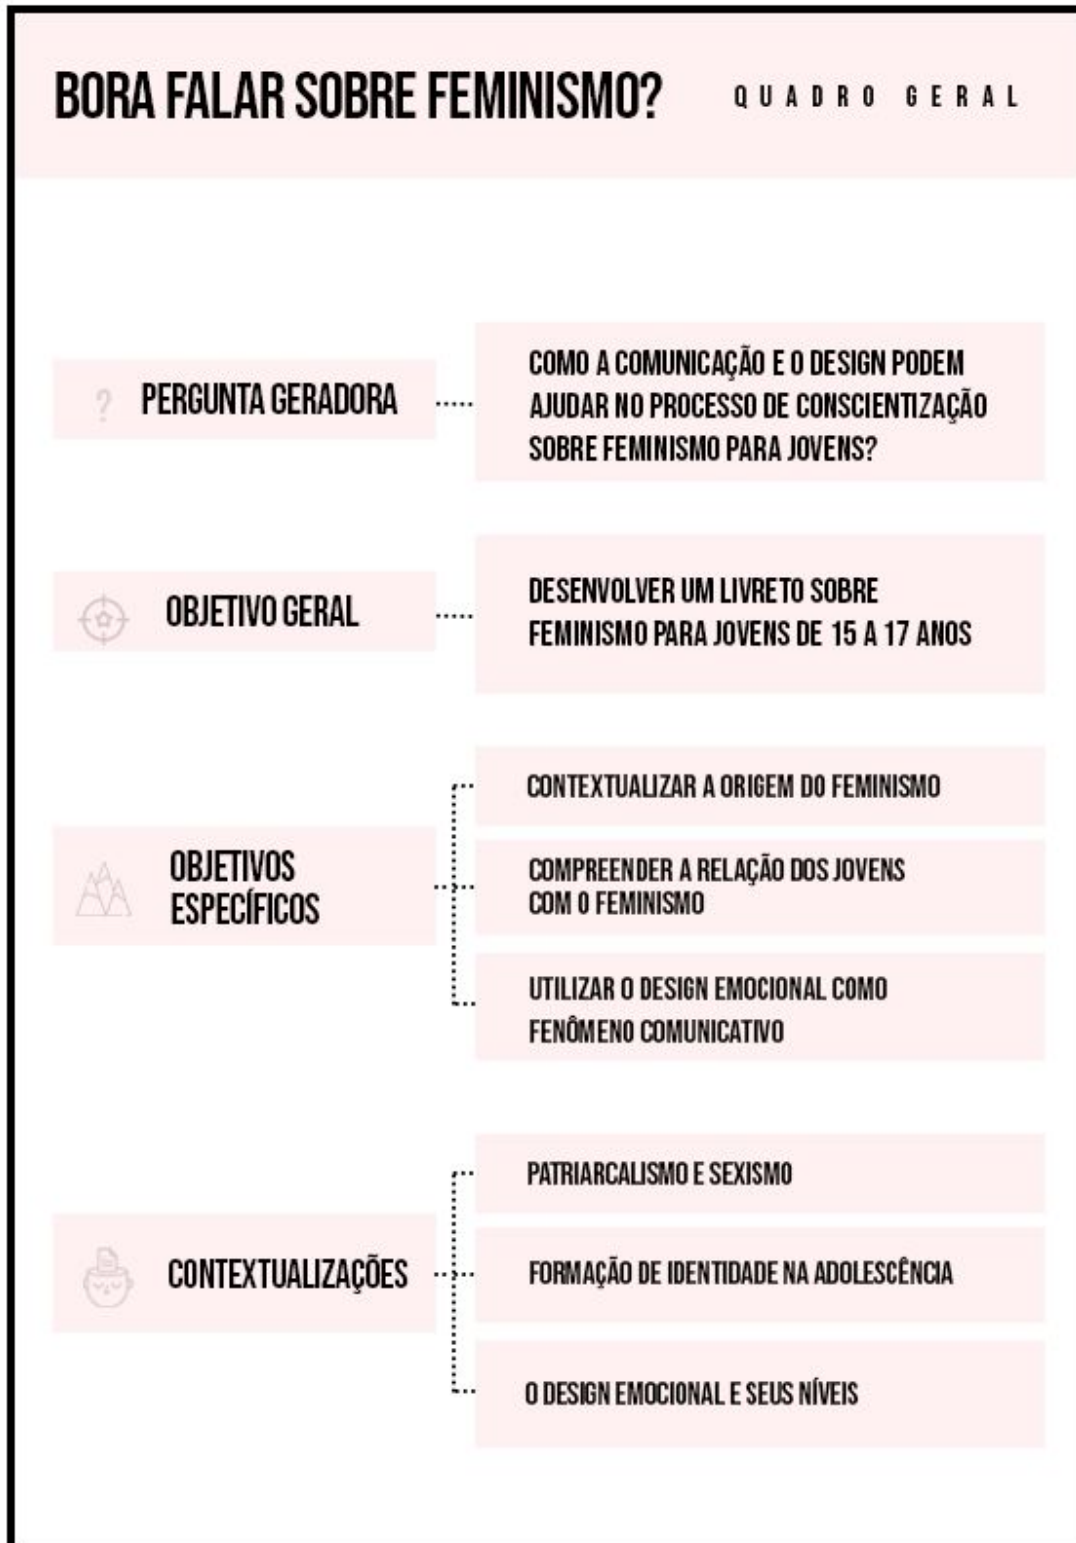 BORA FALAR SOBRE FEMINISMO?
QUADRO GERAL
? PERGUNTA GERADORA
COMO A COMUNICAÇÃO E O DESIGN PODEM
AJUDAR NO PROCESSO DE CONSCIENTIZAÇÃO
SOBRE FEMINISMO PARA JOVENS?
OBJETIVO GERAL
DESENVOLVER UM LIVRETO SOBRE
FEMINISMO PARA JOVENS DE 15 A 17 ANOS
OBJETIVOS
ESPECÍFICOS
CONTEXTUALIZAR A ORIGEM DO FEMINISMO
COMPREENDER A RELAÇÃO DOS JOVENS
COM O FEMINISMO
UTILIZAR O DESIGN EMOCIONAL COMO
FENÔMENO COMUNICATIVO
CONTEXTUALIZAÇÕES
PATRIARCALISMO E SEXISMO
FORMAÇÃO DE IDENTIDADE NA ADOLESCÊNCIA
O DESIGN EMOCIONAL E SEUS NÍVEIS